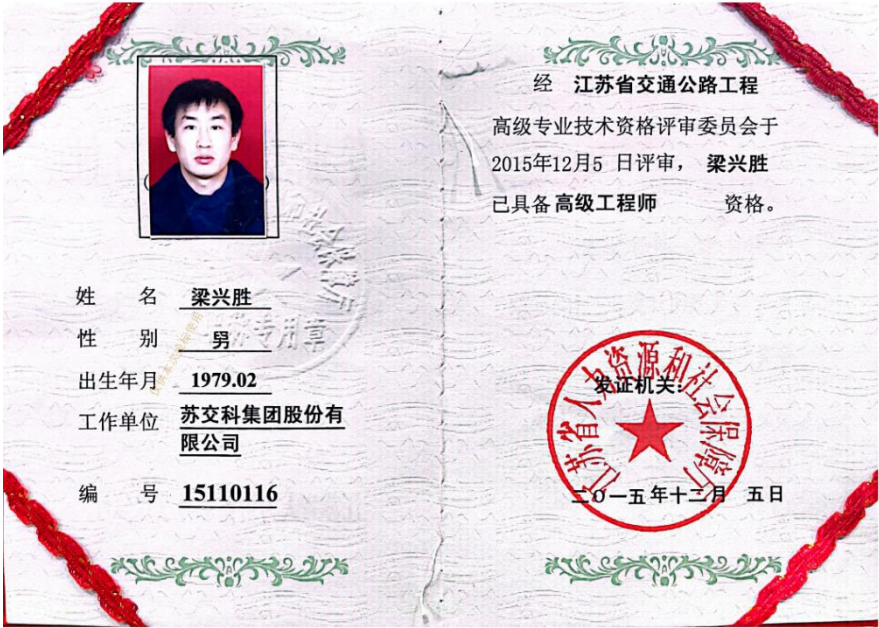 姓 名 梁兴胜
性 别 男
出生年月 1979.02
工作单位 苏交科集团股份有
限公司
编 号 15110116
专用章
经 江苏省交通公路工程
高级专业技术资格评审委员会于
2015年12月5 日评审， 梁兴胜
已具备 高级工程师 资格。
江苏省人力资源和社会保障厅
发证机关：
二〇一五年十二月 五日